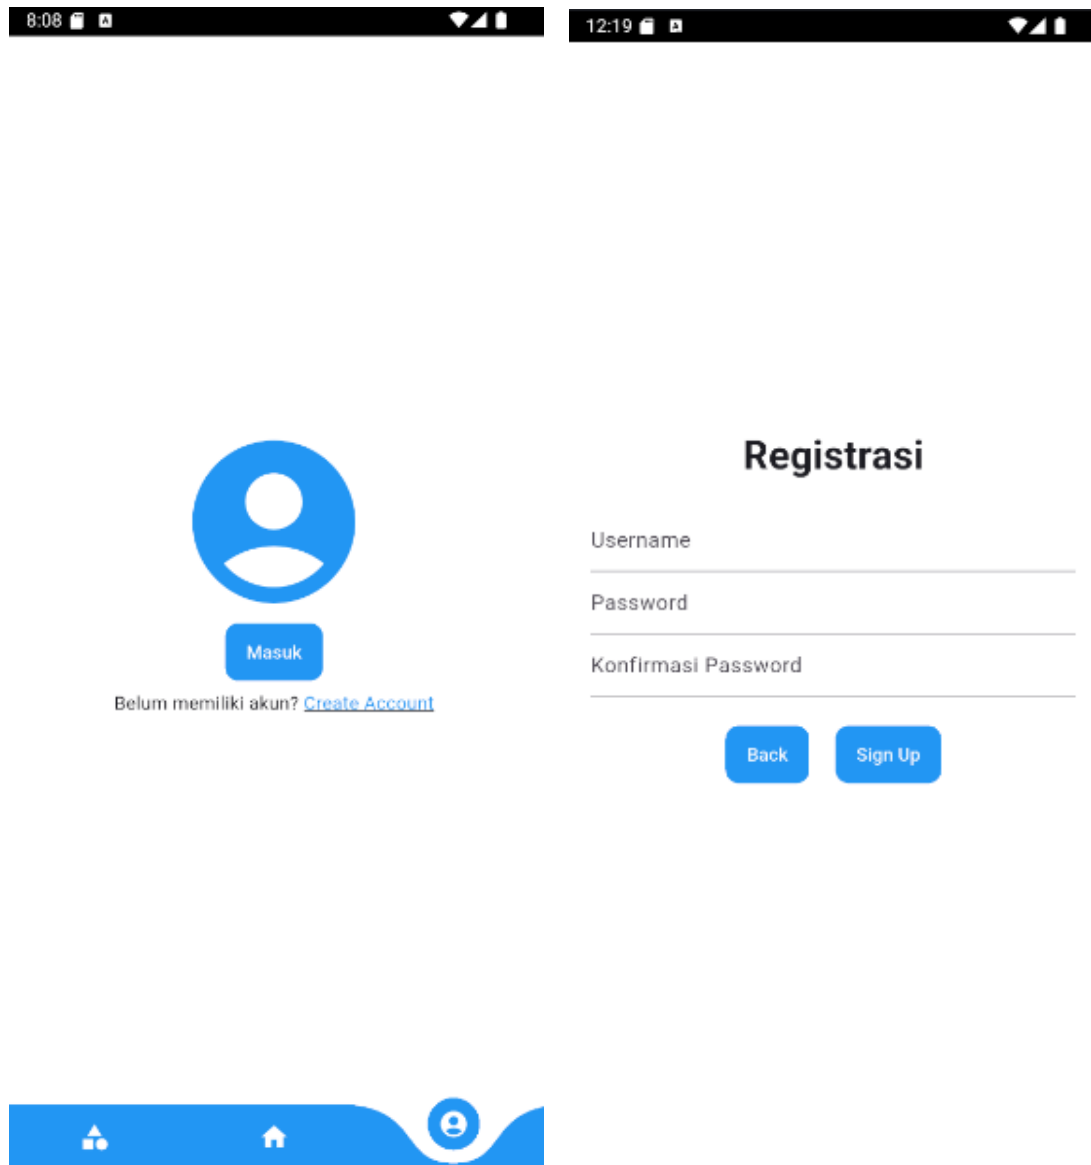 8:08
Masuk
Belum memiliki akun? Create Account
12:19
Registrasi
Username
Password
Konfirmasi Password
Back
Sign Up